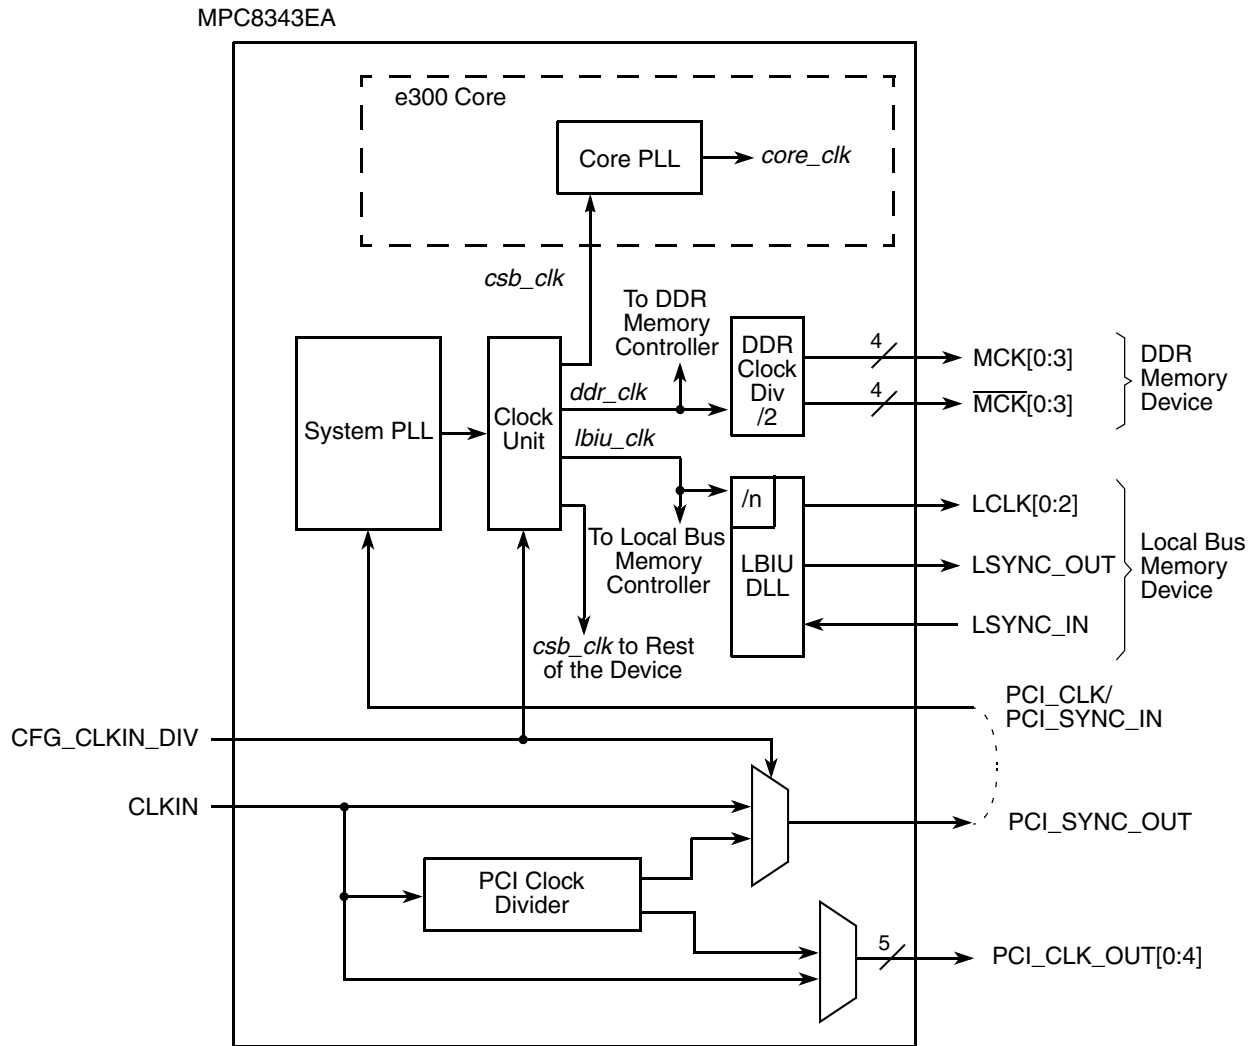 MPC8343EA
e300 Core
Core PLL
core_clk
csb_clk
To DDR
Memory
Controller
DDR
Clock
Div
/2
4
MCK[0:3]
4
M̅C̅K̅[0:3]
DDR
Memory
Device
System PLL
Clock
Unit
ddr_clk
lbiu_clk
/n
LBIU
DLL
To Local Bus
Memory
Controller
LCLK[0:2]
LSYNC_OUT
LSYNC_IN
Local Bus
Memory
Device
csb_clk to Rest
of the Device
PCI_CLK/
PCI_SYNC_IN
CFG_CLKIN_DIV
CLKIN
PCI_SYNC_OUT
PCI Clock
Divider
5
PCI_CLK_OUT[0:4]